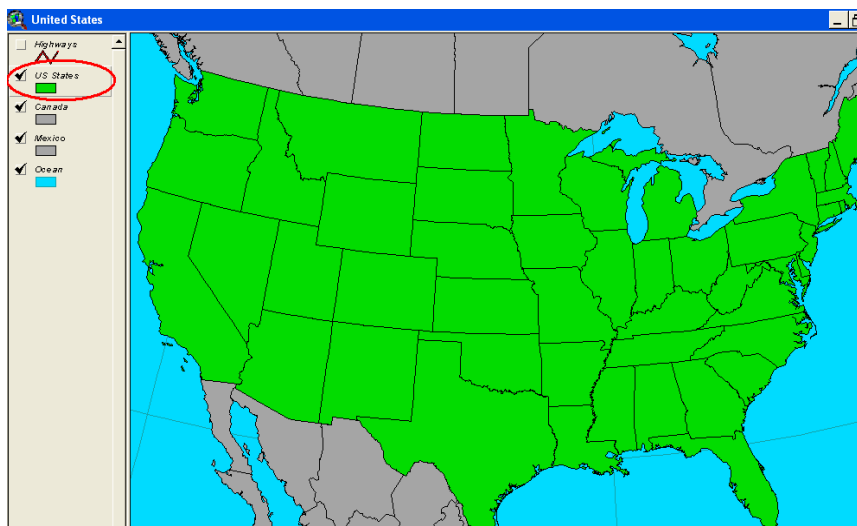 United States
Highways
US States
Canada
Mexico
Ocean